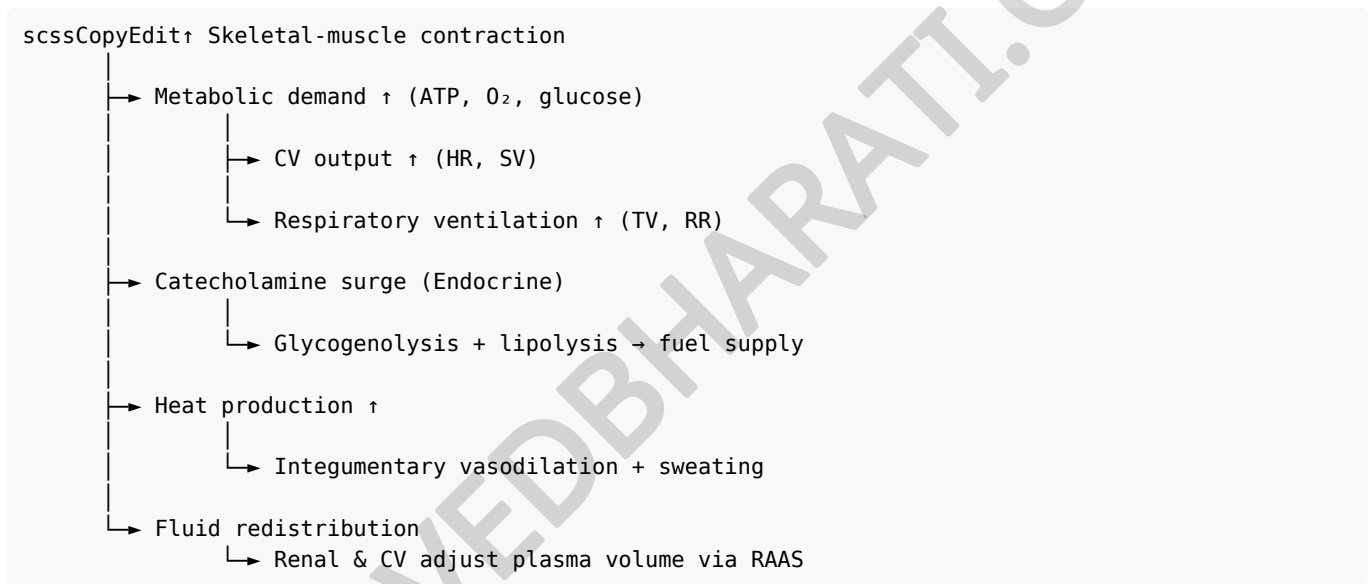 scssCopyEdit↑ Skeletal-muscle contraction
Metabolic demand ↑ (ATP, O₂, glucose)
CV output ↑ (HR, SV)
Respiratory ventilation ↑ (TV, RR)
Catecholamine surge (Endocrine)
Glycogenolysis + lipolysis → fuel supply
Heat production ↑
Integumentary vasodilation + sweating
Fluid redistribution
Renal & CV adjust plasma volume via RAAS
VEDBHARATI.